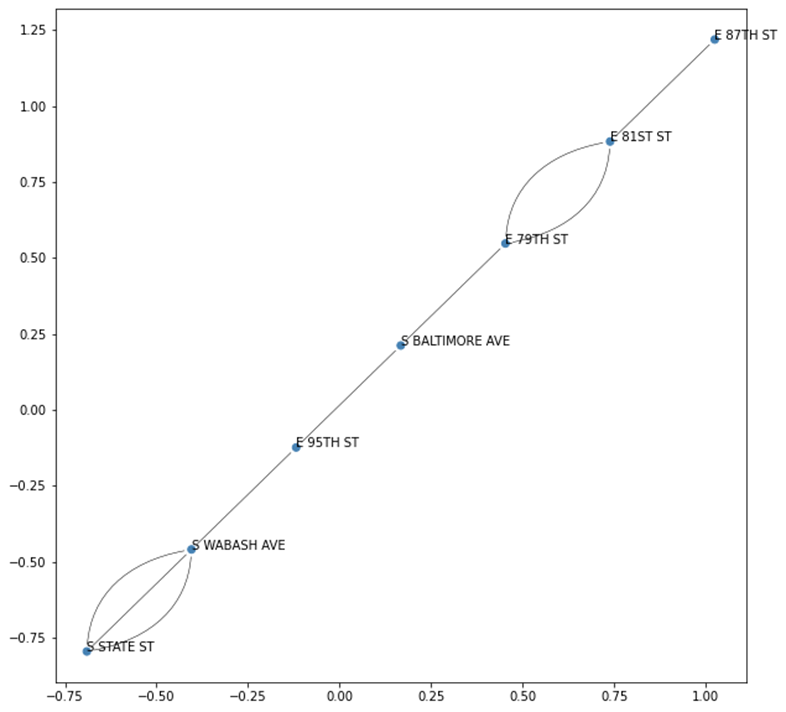 1.25
E 87TH ST
1.00
E 81ST ST
0.75
E 79TH ST
0.50
0.25
S BALTIMORE AVE
0.00
E 95TH ST
−0.25
S WABASH AVE
−0.50
−0.75
S STATE ST
−0.75 −0.50 −0.25 0.00 0.25 0.50 0.75 1.00